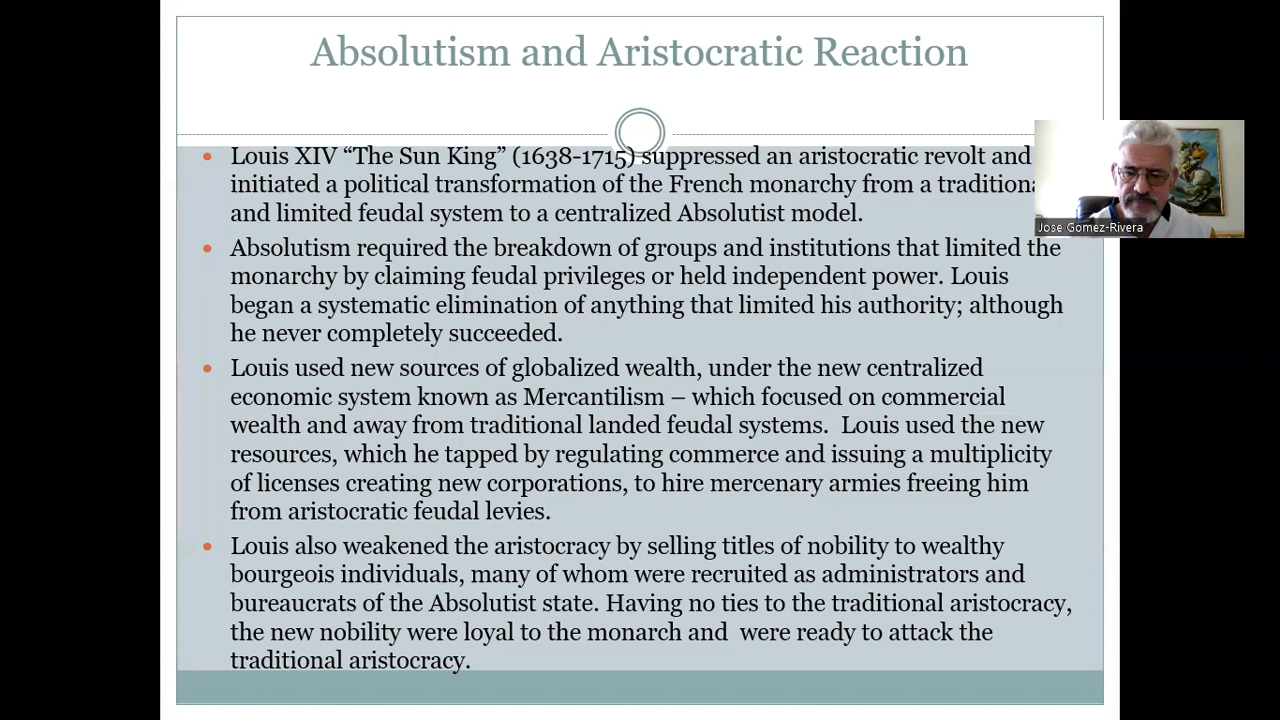 Absolutism and Aristocratic Reaction
• Louis XIV “The Sun King” (1638-1715) suppressed an aristocratic revolt and
initiated a political transformation of the French monarchy from a traditiona
and limited feudal system to a centralized Absolutist model.
• Absolutism required the breakdown of groups and institutions that limited the
monarchy by claiming feudal privileges or held independent power. Louis
began a systematic elimination of anything that limited his authority; although
he never completely succeeded.
• Louis used new sources of globalized wealth, under the new centralized
economic system known as Mercantilism – which focused on commercial
wealth and away from traditional landed feudal systems.  Louis used the new
resources, which he tapped by regulating commerce and issuing a multiplicity
of licenses creating new corporations, to hire mercenary armies freeing him
from aristocratic feudal levies.
• Louis also weakened the aristocracy by selling titles of nobility to wealthy
bourgeois individuals, many of whom were recruited as administrators and
bureaucrats of the Absolutist state. Having no ties to the traditional aristocracy,
the new nobility were loyal to the monarch and  were ready to attack the
traditional aristocracy.
Jose Gomez-Rivera